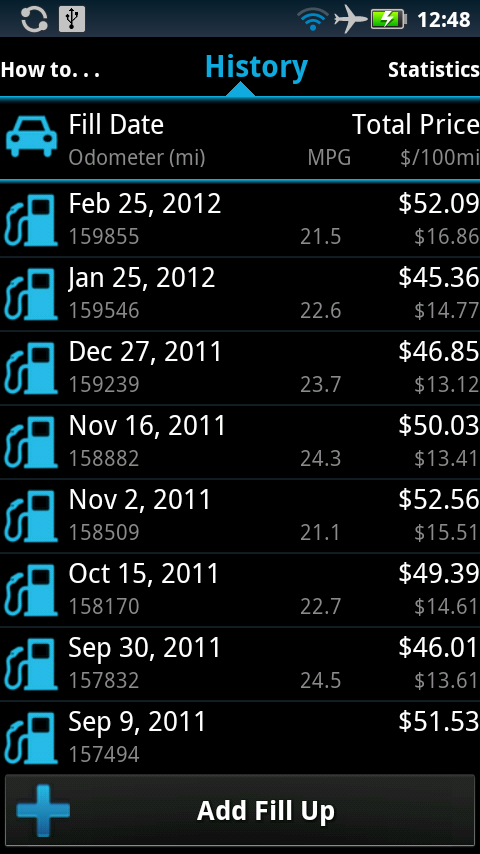 12:48
How to. . . History Statistics
Fill Date Total Price
Odometer (mi) MPG $/100mi
Feb 25, 2012 $52.09
159855 21.5 $16.86
Jan 25, 2012 $45.36
159546 22.6 $14.77
Dec 27, 2011 $46.85
159239 23.7 $13.12
Nov 16, 2011 $50.03
158882 24.3 $13.41
Nov 2, 2011 $52.56
158509 21.1 $15.51
Oct 15, 2011 $49.39
158170 22.7 $14.61
Sep 30, 2011 $46.01
157832 24.5 $13.61
Sep 9, 2011 $51.53
157494
Add Fill Up